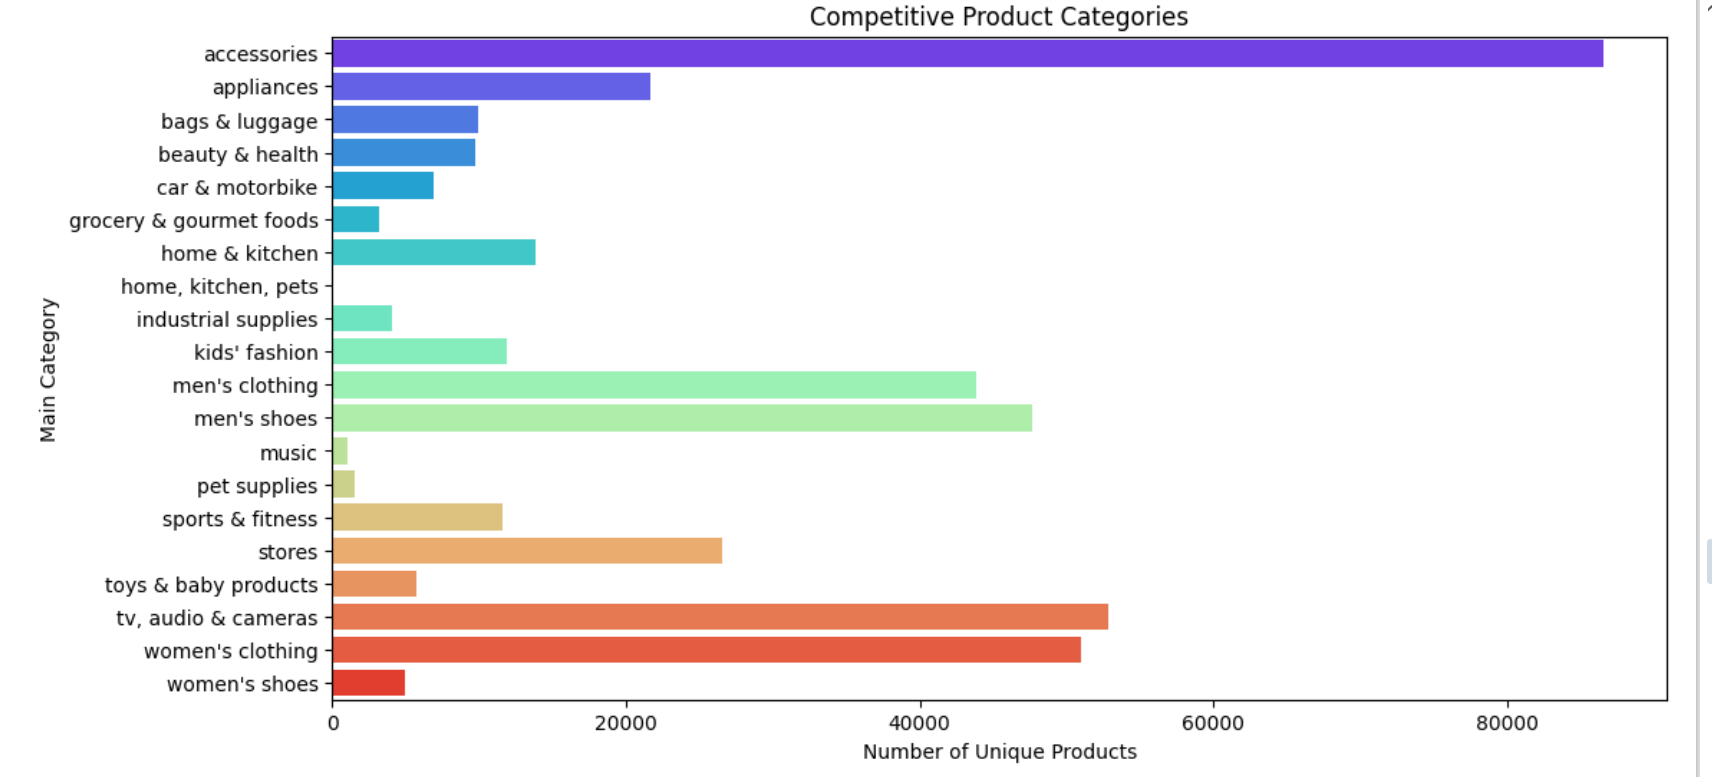 Competitive Product Categories
accessories
appliances
bags & luggage
beauty & health
car & motorbike
grocery & gourmet foods
home & kitchen
home, kitchen, pets
industrial supplies
kids' fashion
men's clothing
men's shoes
music
pet supplies
sports & fitness
stores
toys & baby products
tv, audio & cameras
women's clothing
women's shoes
Main Category
0 20000 40000 60000 80000
Number of Unique Products